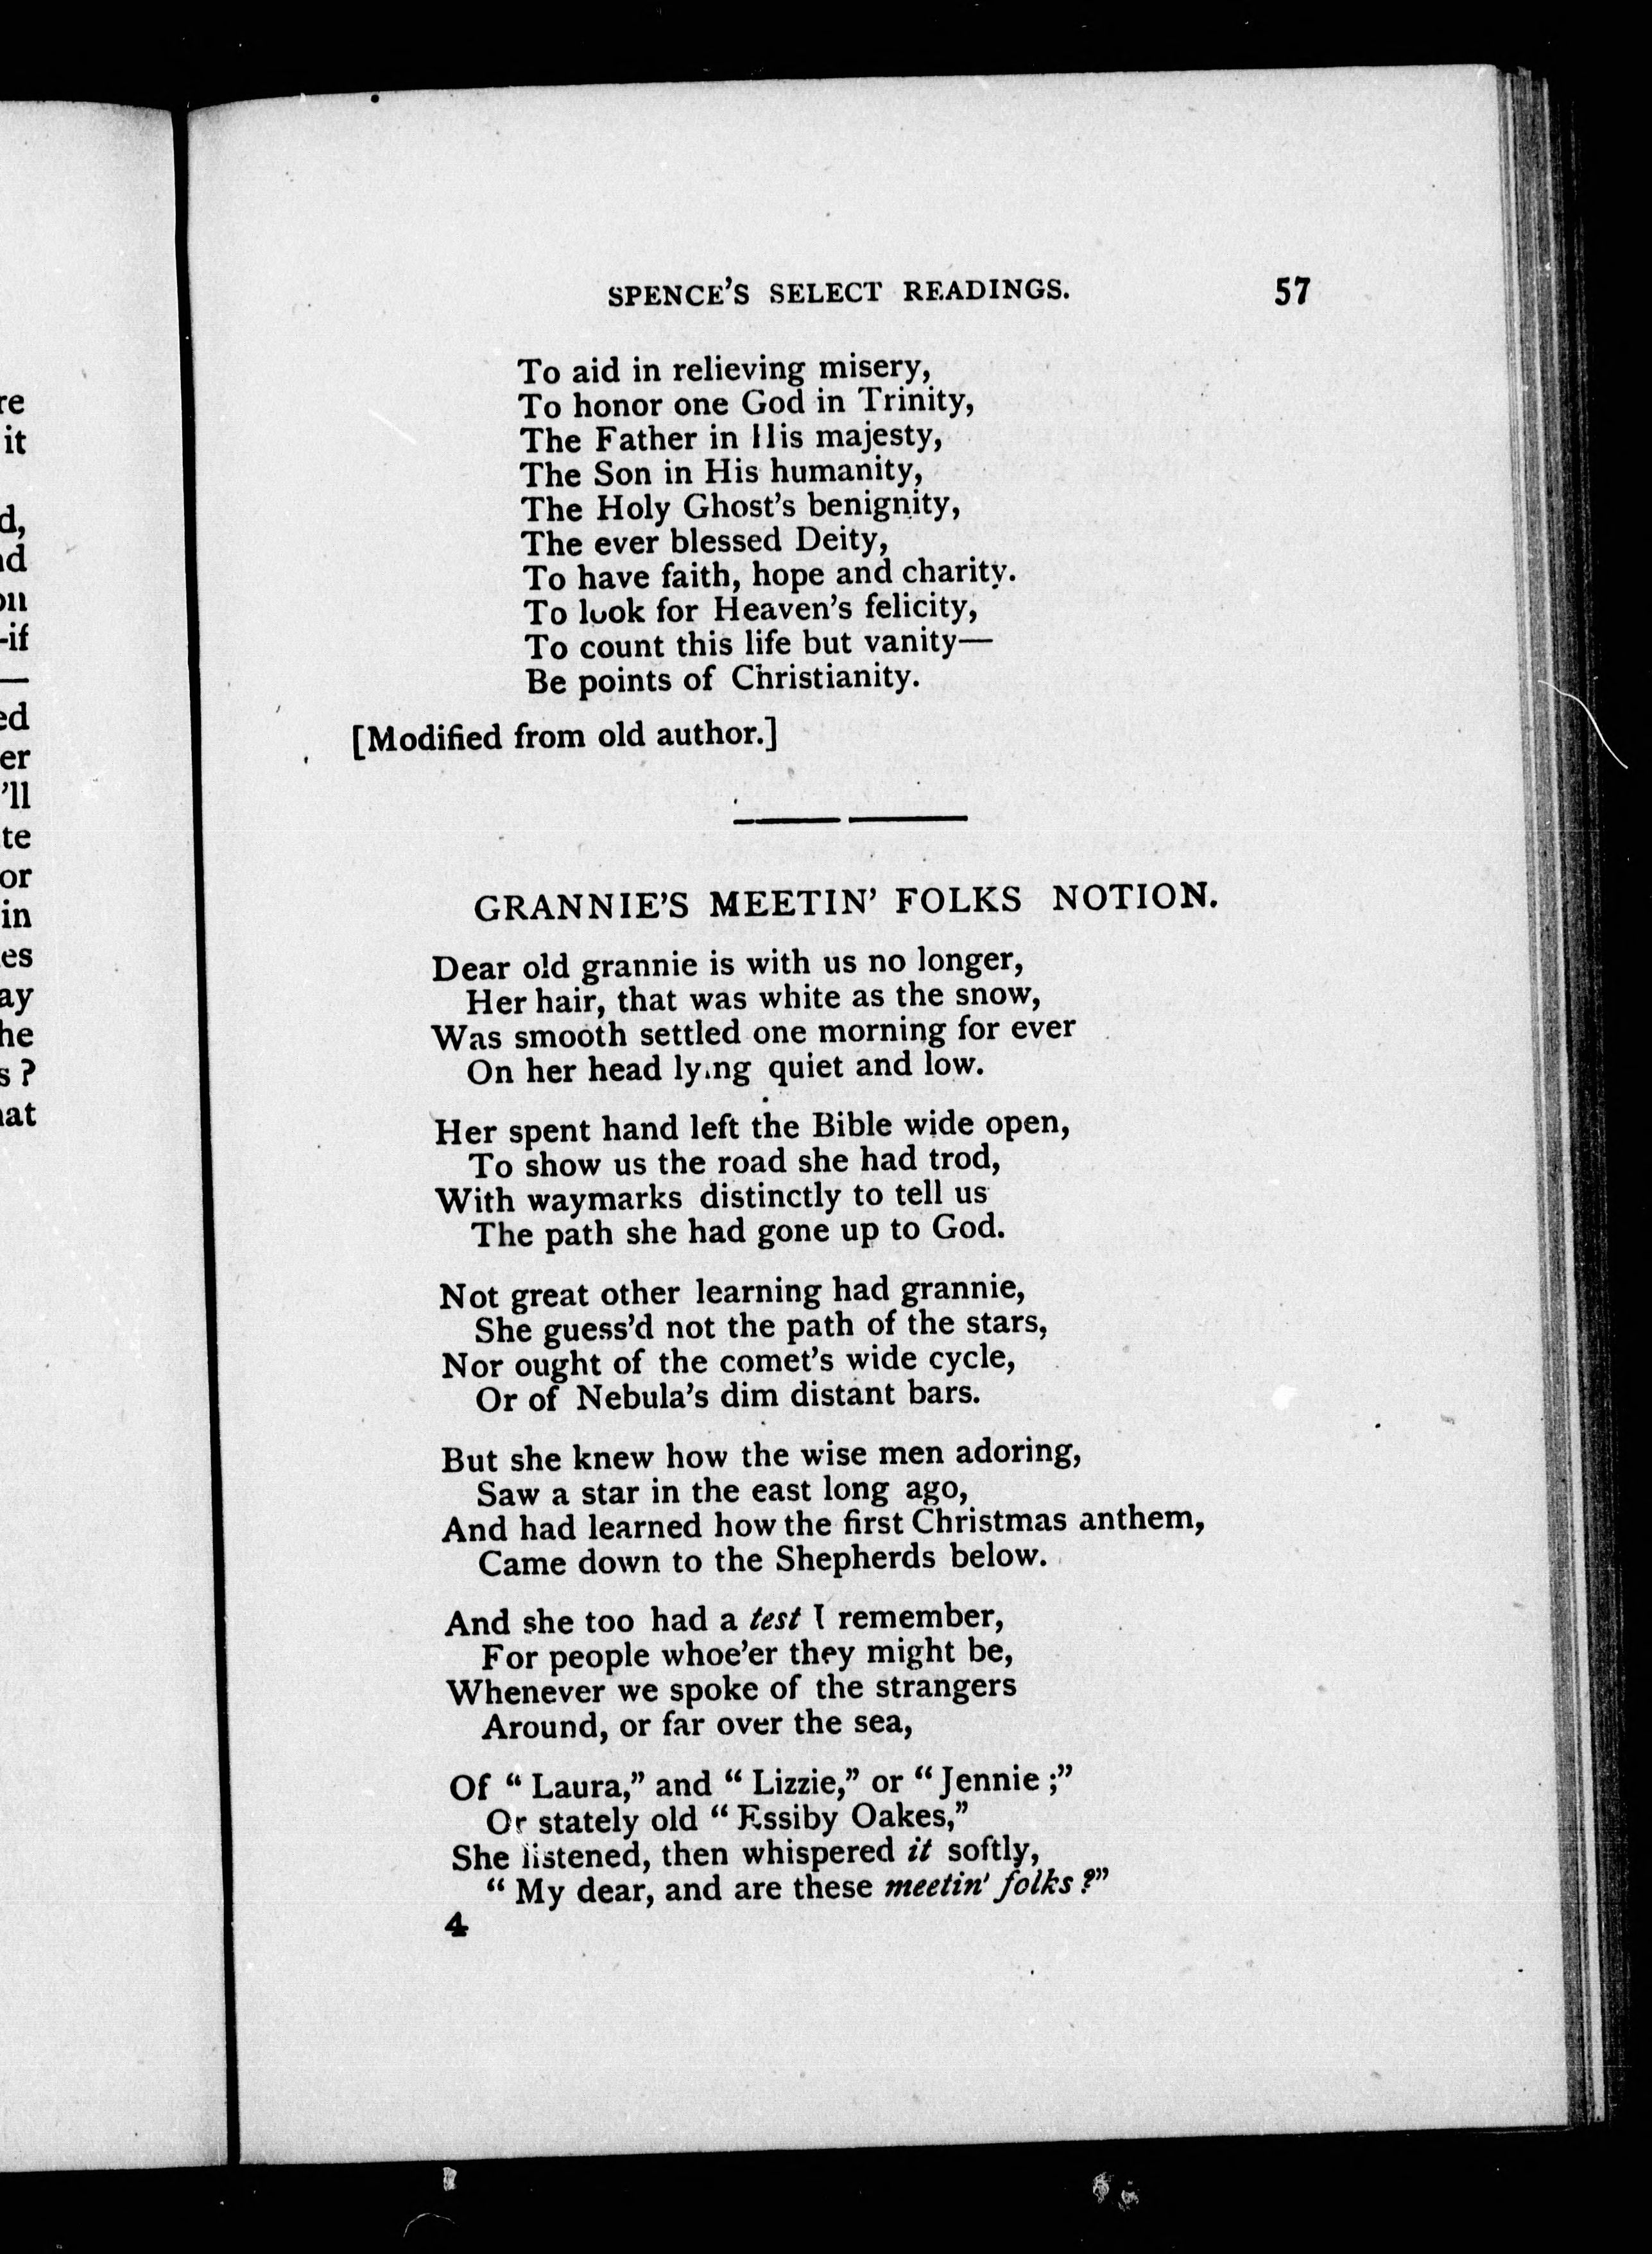 SPENCE'S SELECT READINGS. 57
To aid in relieving misery,
To honor one God in Trinity,
The Father in His majesty,
The Son in His humanity,
The Holy Ghost's benignity,
The ever blessed Deity,
To have faith, hope and charity.
To look for Heaven's felicity,
To count this life but vanity—
Be points of Christianity.
[Modified from old author.]
GRANNIE'S MEETIN' FOLKS NOTION.
Dear old grannie is with us no longer,
Her hair, that was white as the snow,
Was smooth settled one morning for ever
On her head lying quiet and low.
Her spent hand left the Bible wide open,
To show us the road she had trod,
With waymarks distinctly to tell us
The path she had gone up to God.
Not great other learning had grannie,
She guess'd not the path of the stars,
Nor ought of the comet's wide cycle,
Or of Nebula's dim distant bars.
But she knew how the wise men adoring,
Saw a star in the east long ago,
And had learned how the first Christmas anthem,
Came down to the Shepherds below.
And she too had a test I remember,
For people whoe'er they might be,
Whenever we spoke of the strangers
Around, or far over the sea,
Of "Laura," and "Lizzie," or "Jennie;"
Or stately old "Essiby Oakes,"
She listened, then whispered it softly,
"My dear, and are these meetin' folks?"
4